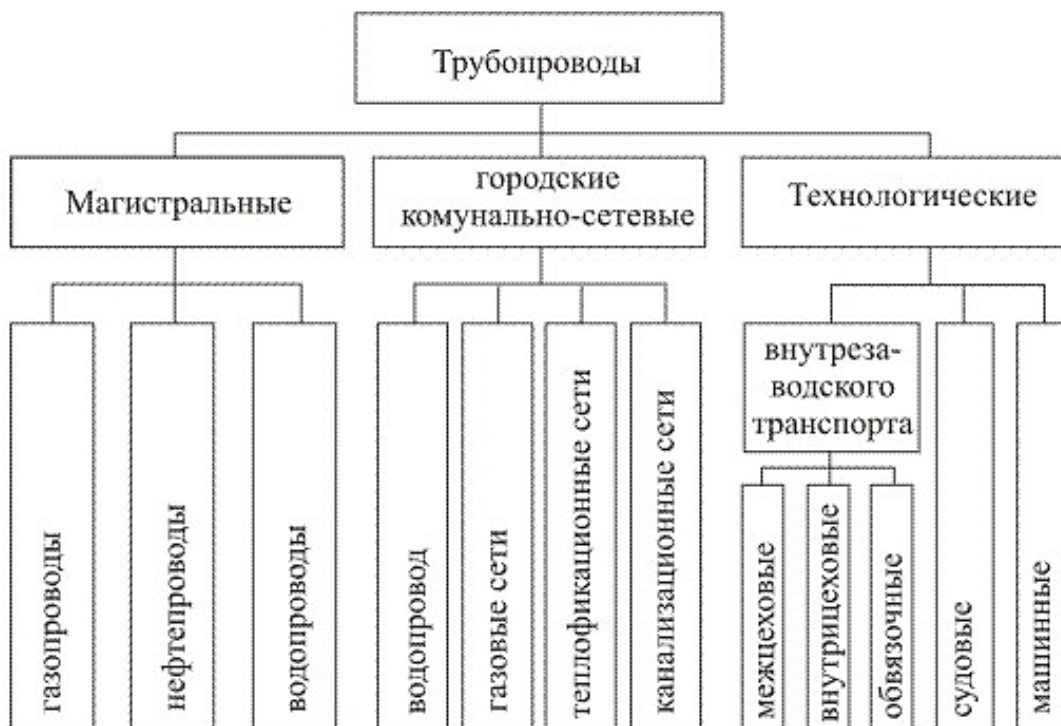 Трубопроводы
Магистральные
городские
комунально-сетевые
Технологические
газопроводы
нефтепроводы
водопроводы
водопровод
газовые сети
теплофикационные сети
канализационные сети
внутреза-
водского
транспорта
межцеховые
внутрицеховые
обвязочные
судовые
машинные